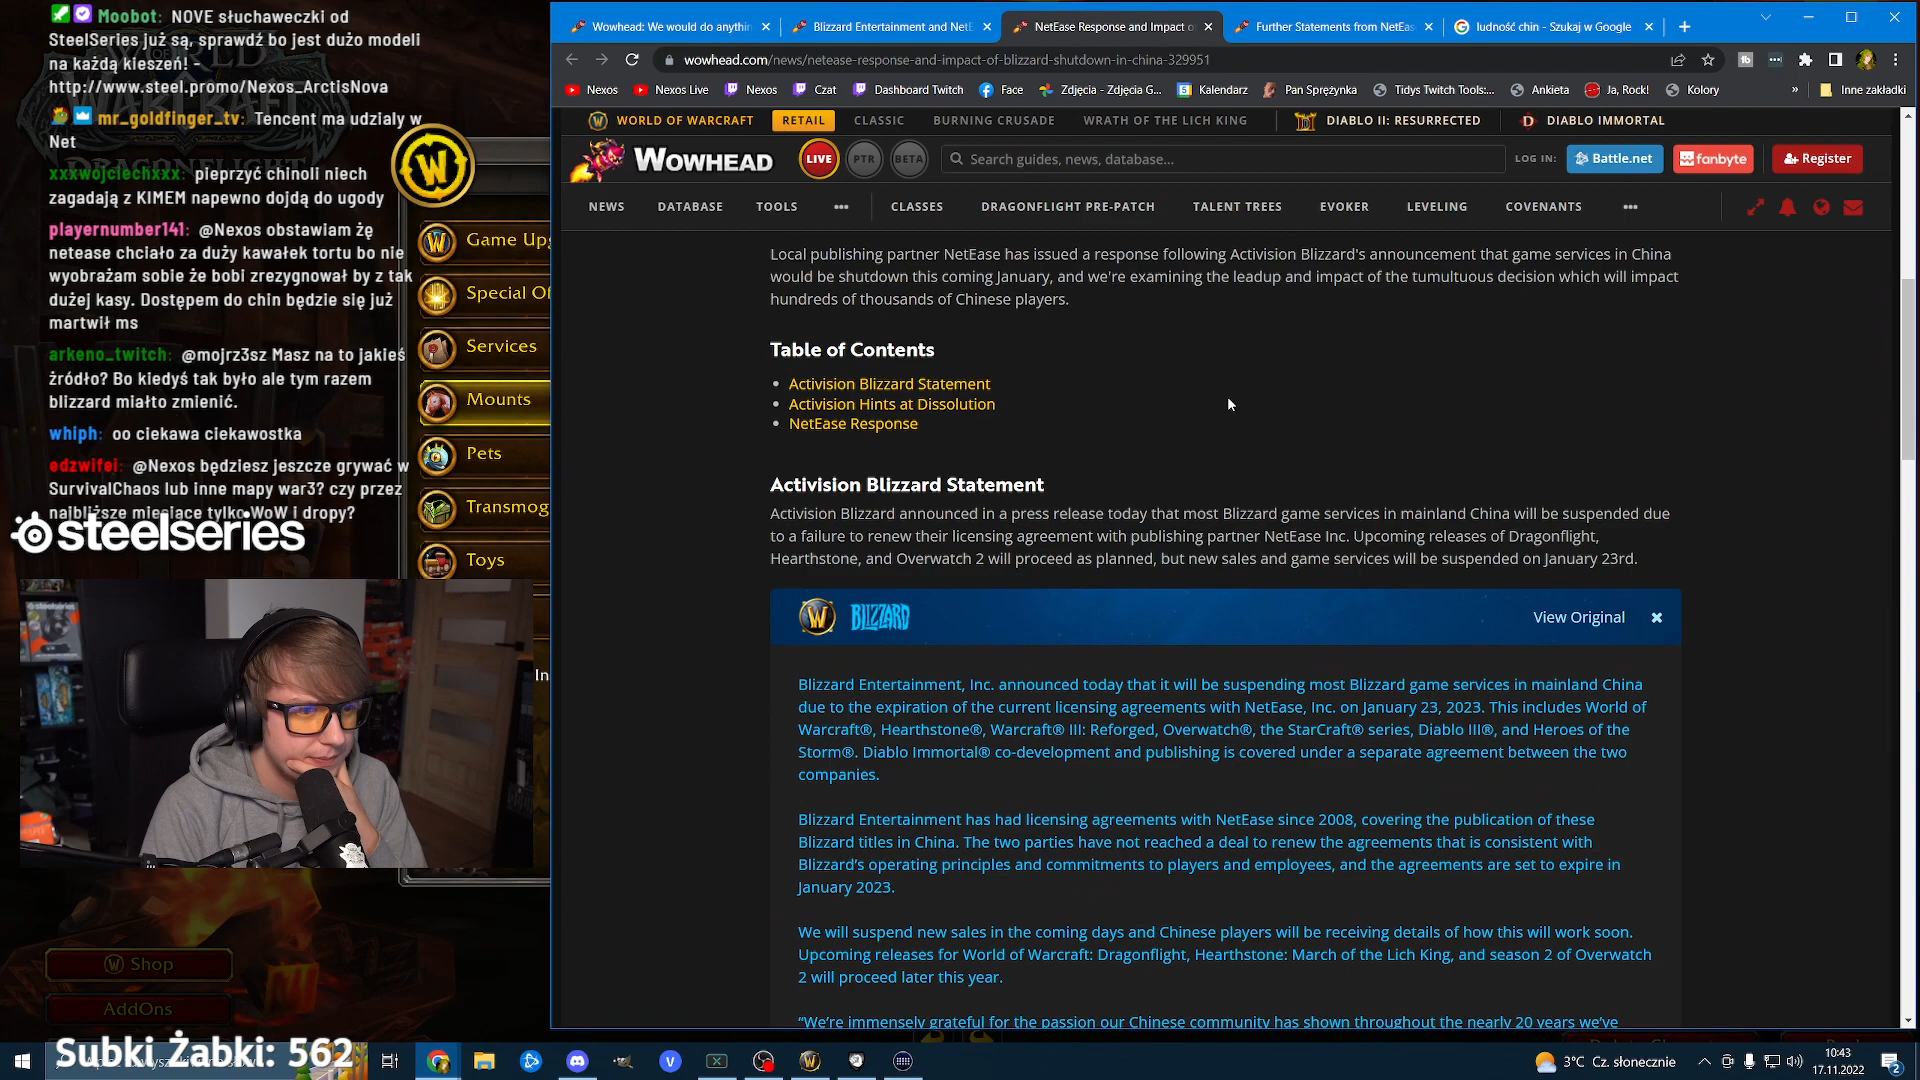 Moobot: NOVE słuchaweczki od
SteelSeries już są, sprawdź bo jest dużo modeli
na każdą kieszeń! -
http://www.steel.promo/Nexos_ArctisNova
mr_goldfinger_tv: Tencent ma udzialy w
Net
xxxwojciechxxx: pieprzyć chinoli niech
zagadają z KIMEM napewno dojdą do ugody
playernumber141: @Nexos obstawiam żę
netease chciało za duży kawałek tortu bo nie
wyobrażam sobie że bobi zrezygnował by z tak
dużej kasy. Dostępem do chin będzie się już
martwił ms
arkeno_twitch: @mojrz3sz Masz na to jakieś
żródło? Bo kiedyś tak było ale tym razem
blizzard miałto zmienić.
whiph: oo ciekawa ciekawostka
edzwifei: @Nexos będziesz jeszcze grywać w
SurvivalChaos lub inne mapy war3? czy przez
najbliższe miesiące tylko WoW i dropy?
steelseries
DRAGONFLIGHT
Game Upg
Special Of
Services
Mounts
Pets
Transmog
Toys
In
Shop
AddOns
Subki Żabki: 562
Wowhead: We would do anythin
Blizzard Entertainment and NetE
NetEase Response and Impact o
Further Statements from NetEas
ludność chin - Szukaj w Google
wowhead.com/news/netease-response-and-impact-of-blizzard-shutdown-in-china-329951
Nexos
Nexos Live
Nexos
Czat
Dashboard Twitch
Face
Zdjęcia - Zdjęcia G...
Kalendarz
Pan Sprężynka
Tidys Twitch Tools:...
Ankieta
Ja, Rock!
Kolory
»
Inne zakładki
WORLD OF WARCRAFT
RETAIL
CLASSIC
BURNING CRUSADE
WRATH OF THE LICH KING
DIABLO II: RESURRECTED
DIABLO IMMORTAL
WOWHEAD
LIVE
PTR
BETA
Search guides, news, database...
LOG IN:
Battle.net
fanbyte
Register
NEWS
DATABASE
TOOLS
CLASSES
DRAGONFLIGHT PRE-PATCH
TALENT TREES
EVOKER
LEVELING
COVENANTS
Local publishing partner NetEase has issued a response following Activision Blizzard's announcement that game services in China
would be shutdown this coming January, and we're examining the leadup and impact of the tumultuous decision which will impact
hundreds of thousands of Chinese players.
Table of Contents
• Activision Blizzard Statement
• Activision Hints at Dissolution
• NetEase Response
Activision Blizzard Statement
Activision Blizzard announced in a press release today that most Blizzard game services in mainland China will be suspended due
to a failure to renew their licensing agreement with publishing partner NetEase Inc. Upcoming releases of Dragonflight,
Hearthstone, and Overwatch 2 will proceed as planned, but new sales and game services will be suspended on January 23rd.
BLIZZARD
View Original
Blizzard Entertainment, Inc. announced today that it will be suspending most Blizzard game services in mainland China
due to the expiration of the current licensing agreements with NetEase, Inc. on January 23, 2023. This includes World of
Warcraft®, Hearthstone®, Warcraft® III: Reforged, Overwatch®, the StarCraft® series, Diablo III®, and Heroes of the
Storm®. Diablo Immortal® co-development and publishing is covered under a separate agreement between the two
companies.
Blizzard Entertainment has had licensing agreements with NetEase since 2008, covering the publication of these
Blizzard titles in China. The two parties have not reached a deal to renew the agreements that is consistent with
Blizzard's operating principles and commitments to players and employees, and the agreements are set to expire in
January 2023.
We will suspend new sales in the coming days and Chinese players will be receiving details of how this will work soon.
Upcoming releases for World of Warcraft: Dragonflight, Hearthstone: March of the Lich King, and season 2 of Overwatch
2 will proceed later this year.
“We're immensely grateful for the passion our Chinese community has shown throughout the nearly 20 years we've
3°C Cz. słonecznie
10:43
17.11.2022
2